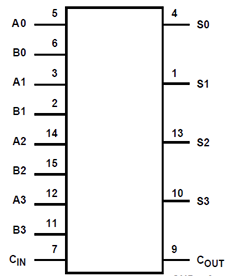 A0 5 4 S0
B0 6
A1 3 1 S1
B1 2
A2 14 13 S2
B2 15
A3 12 10 S3
B3 11
CIN 7 9 COUT